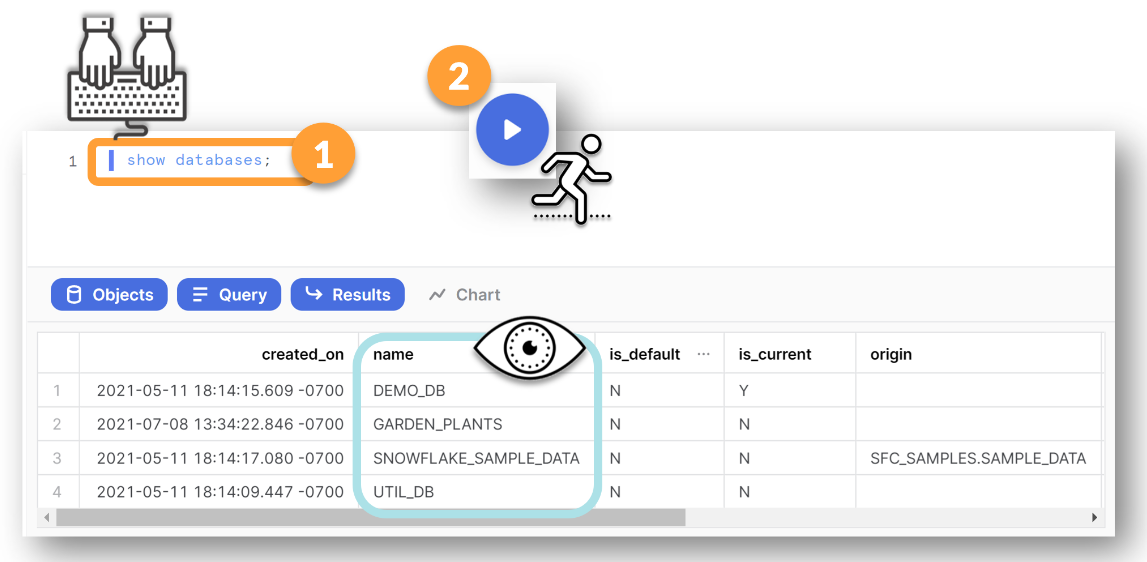 2
1 show databases; 1
Objects Query Results Chart
created_on name is_default ... is_current origin
1 2021-05-11 18:14:15.609 -0700 DEMO_DB N Y
2 2021-07-08 13:34:22.846 -0700 GARDEN_PLANTS N N
3 2021-05-11 18:14:17.080 -0700 SNOWFLAKE_SAMPLE_DATA N N SFC_SAMPLES.SAMPLE_DATA
4 2021-05-11 18:14:09.447 -0700 UTIL_DB N N